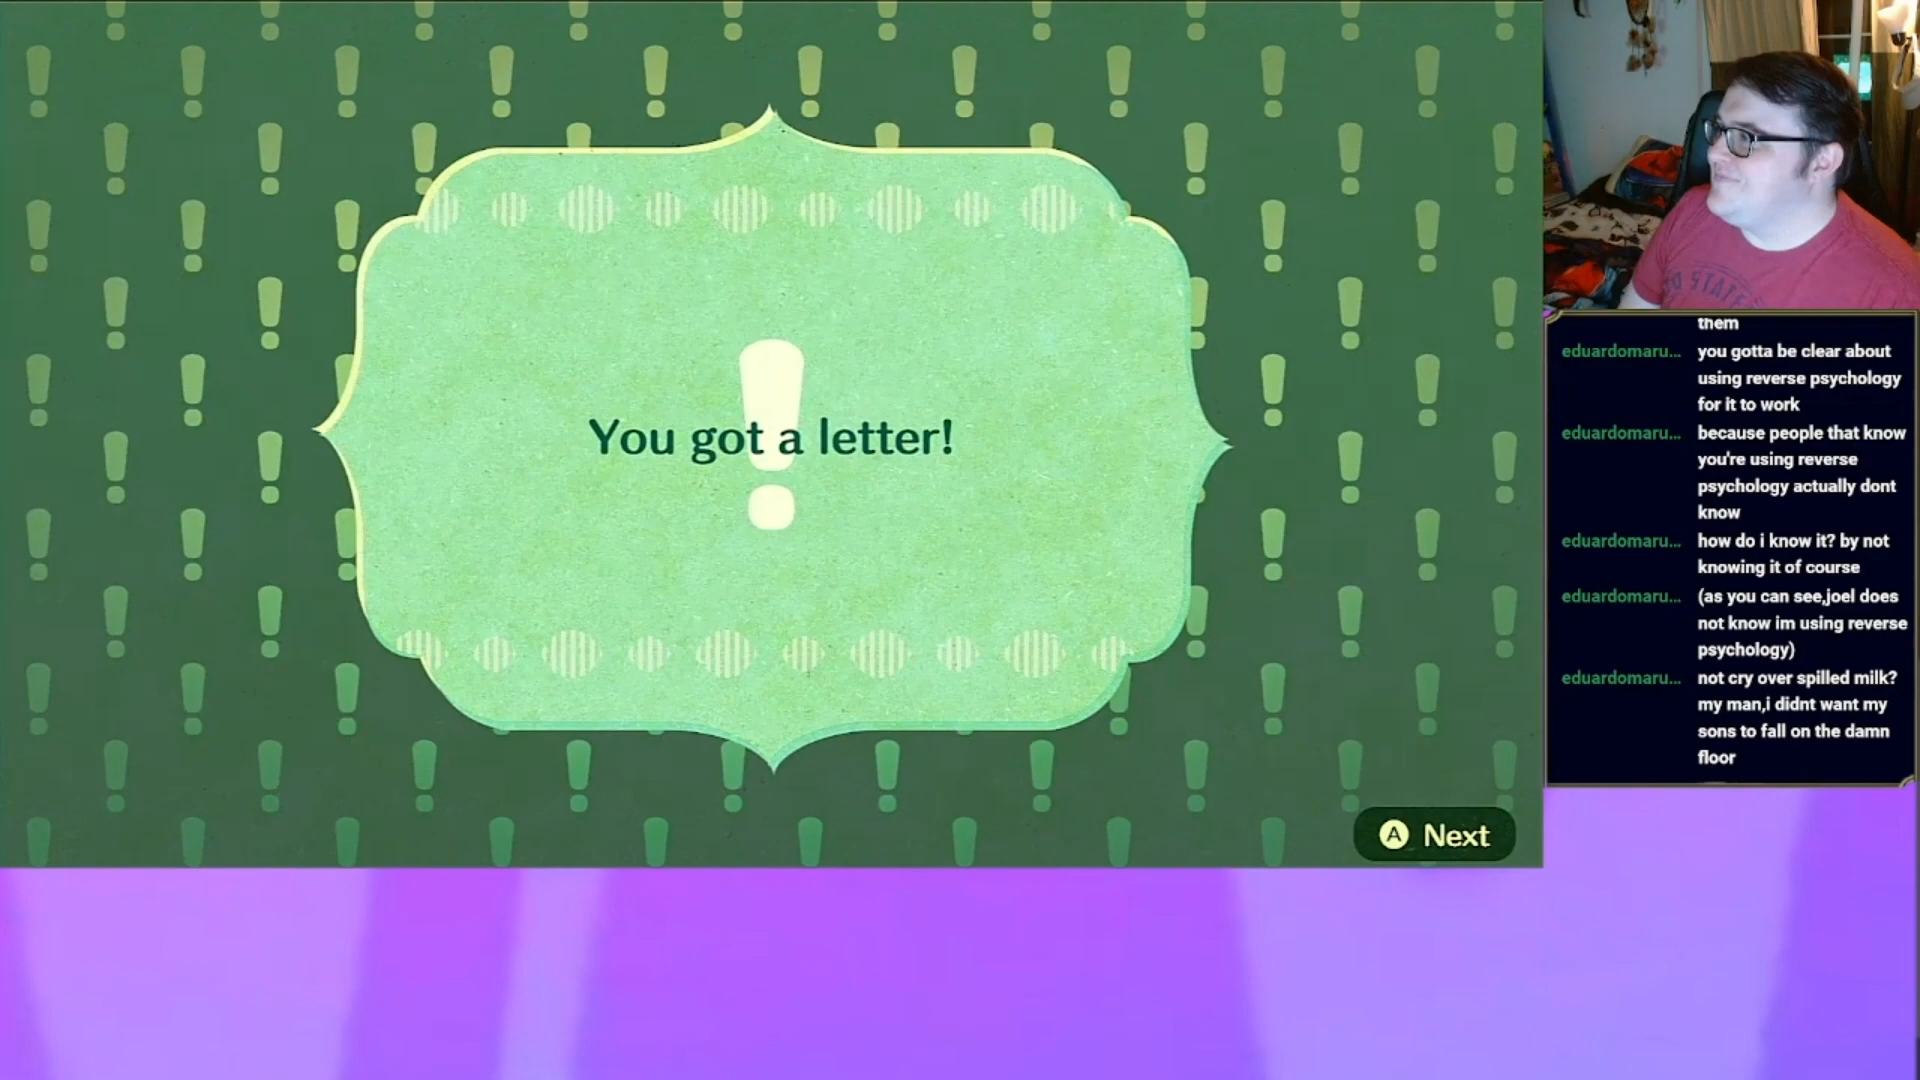 You got a letter!
A Next
them
eduardomaru... you gotta be clear about
using reverse psychology
for it to work
eduardomaru... because people that know
you're using reverse
psychology actually dont
know
eduardomaru... how do i know it? by not
knowing it of course
eduardomaru... (as you can see,joel does
not know im using reverse
psychology)
eduardomaru... not cry over spilled milk?
my man,i didnt want my
sons to fall on the damn
floor
STATE